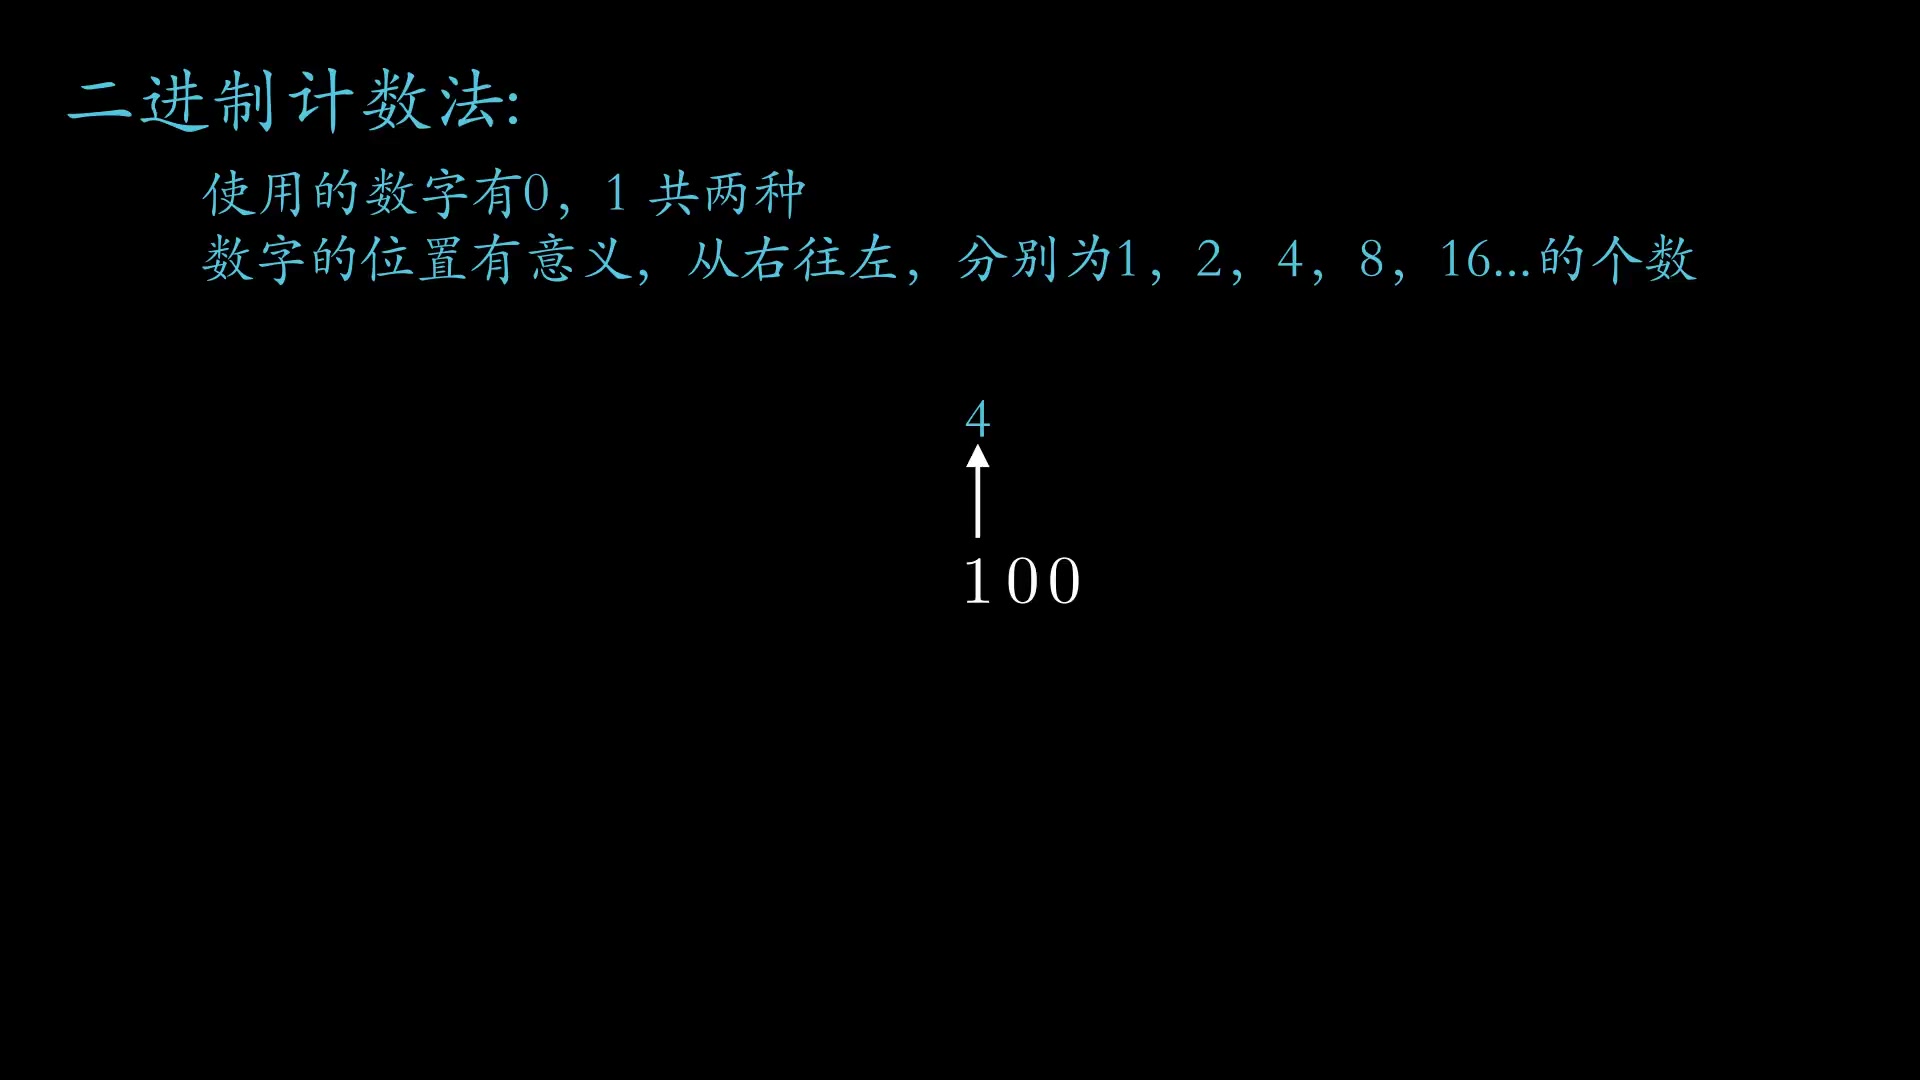 二进制计数法:
使用的数字有0，1 共两种
数字的位置有意义，从右往左，分别为1，2，4，8，16...的个数
4
100